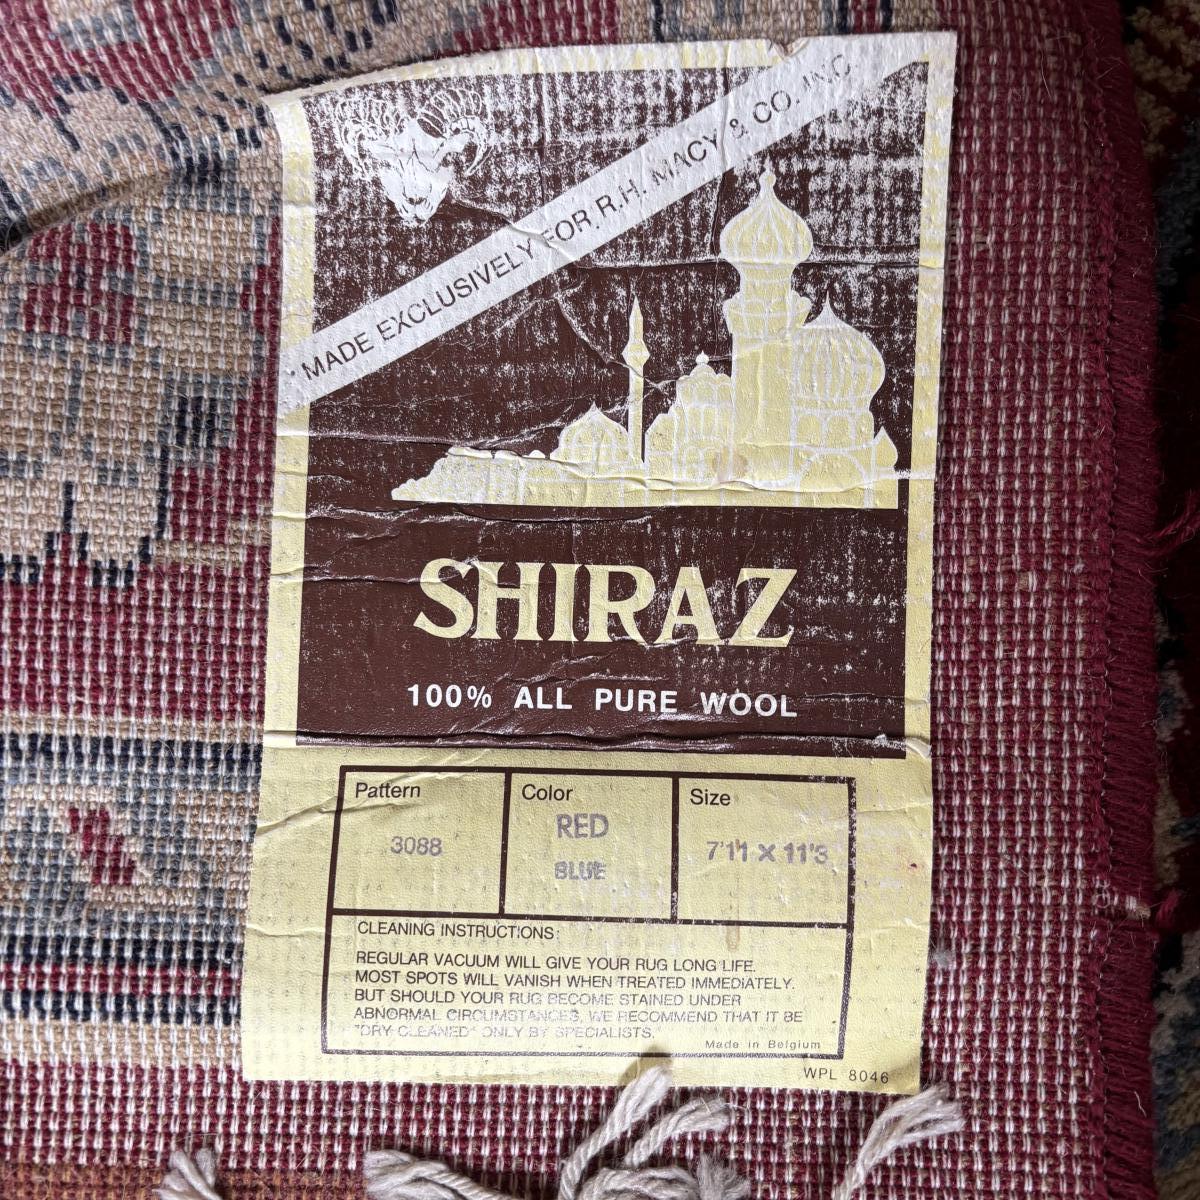 MADE EXCLUSIVELY FOR R.H. MACY & CO. INC
SHIRAZ
100% ALL PURE WOOL
Pattern
3088
Color
RED
BLUE
Size
7'11 X 11'3
CLEANING INSTRUCTIONS:
REGULAR VACUUM WILL GIVE YOUR RUG LONG LIFE.
MOST SPOTS WILL VANISH WHEN TREATED IMMEDIATELY.
BUT SHOULD YOUR RUG BECOME STAINED UNDER
ABNORMAL CIRCUMSTANCES, WE RECOMMEND THAT IT BE
"DRY CLEANED" ONLY BY SPECIALISTS.
Made in Belgium
WPL 8046